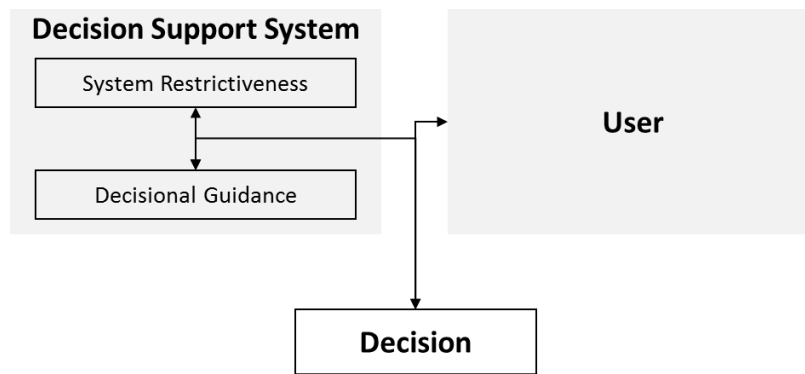 Decision Support System
System Restrictiveness
Decisional Guidance
User
Decision